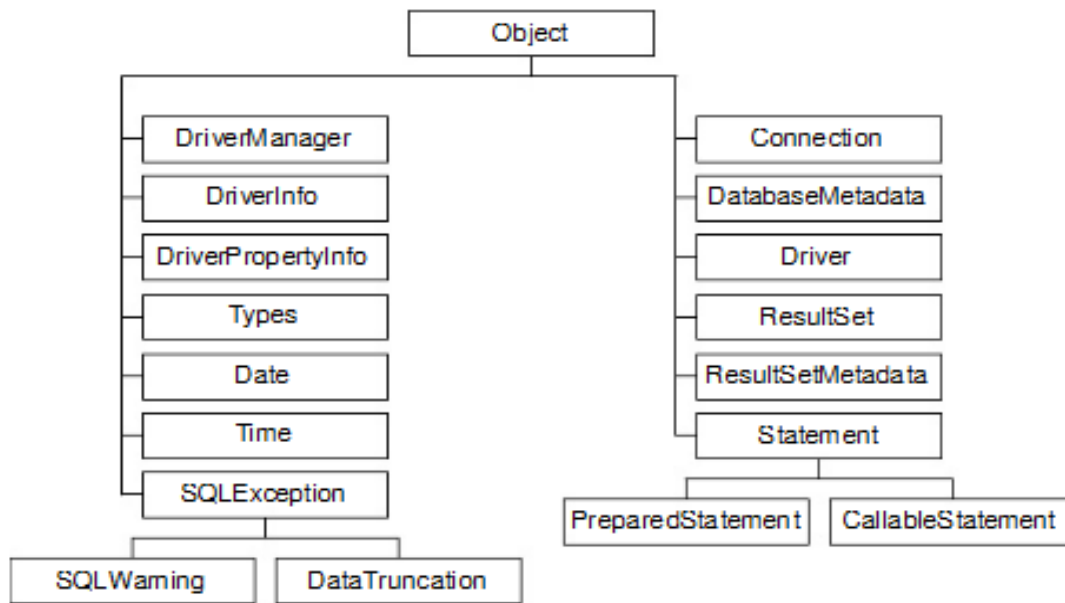 Object
DriverManager
DriverInfo
DriverPropertyInfo
Types
Date
Time
SQLException
SQLWarning
DataTruncation
Connection
DatabaseMetadata
Driver
ResultSet
ResultSetMetadata
Statement
PreparedStatement
CallableStatement